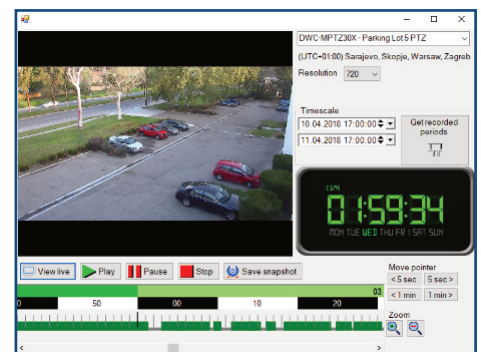 DWC-MPTZ30X - Parking Lot 5 PTZ
(UTC+01:00) Sarajevo, Skopje, Warsaw, Zagreb
Resolution 720
Timescale
10.04.2018 17:00:00
11.04.2018 17:00:00
Get recorded
periods
01:59:34
MON TUE WED THU FRI SAT SUN
View live Play Pause Stop Save snapshot
Move pointer
< 5 sec 5 sec >
< 1 min 1 min >
03
0 50 00 10 20
Zoom